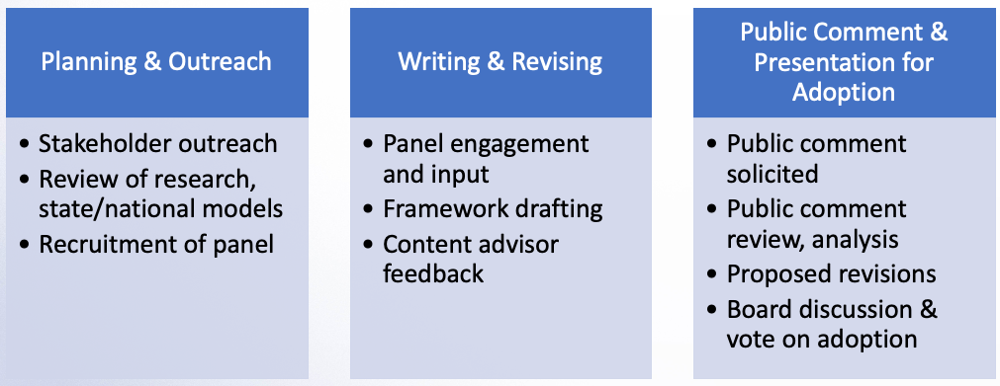 Planning & Outreach
• Stakeholder outreach
• Review of research,
state/national models
• Recruitment of panel
Writing & Revising
• Panel engagement
and input
• Framework drafting
• Content advisor
feedback
Public Comment &
Presentation for
Adoption
• Public comment
solicited
• Public comment
review, analysis
• Proposed revisions
• Board discussion &
vote on adoption